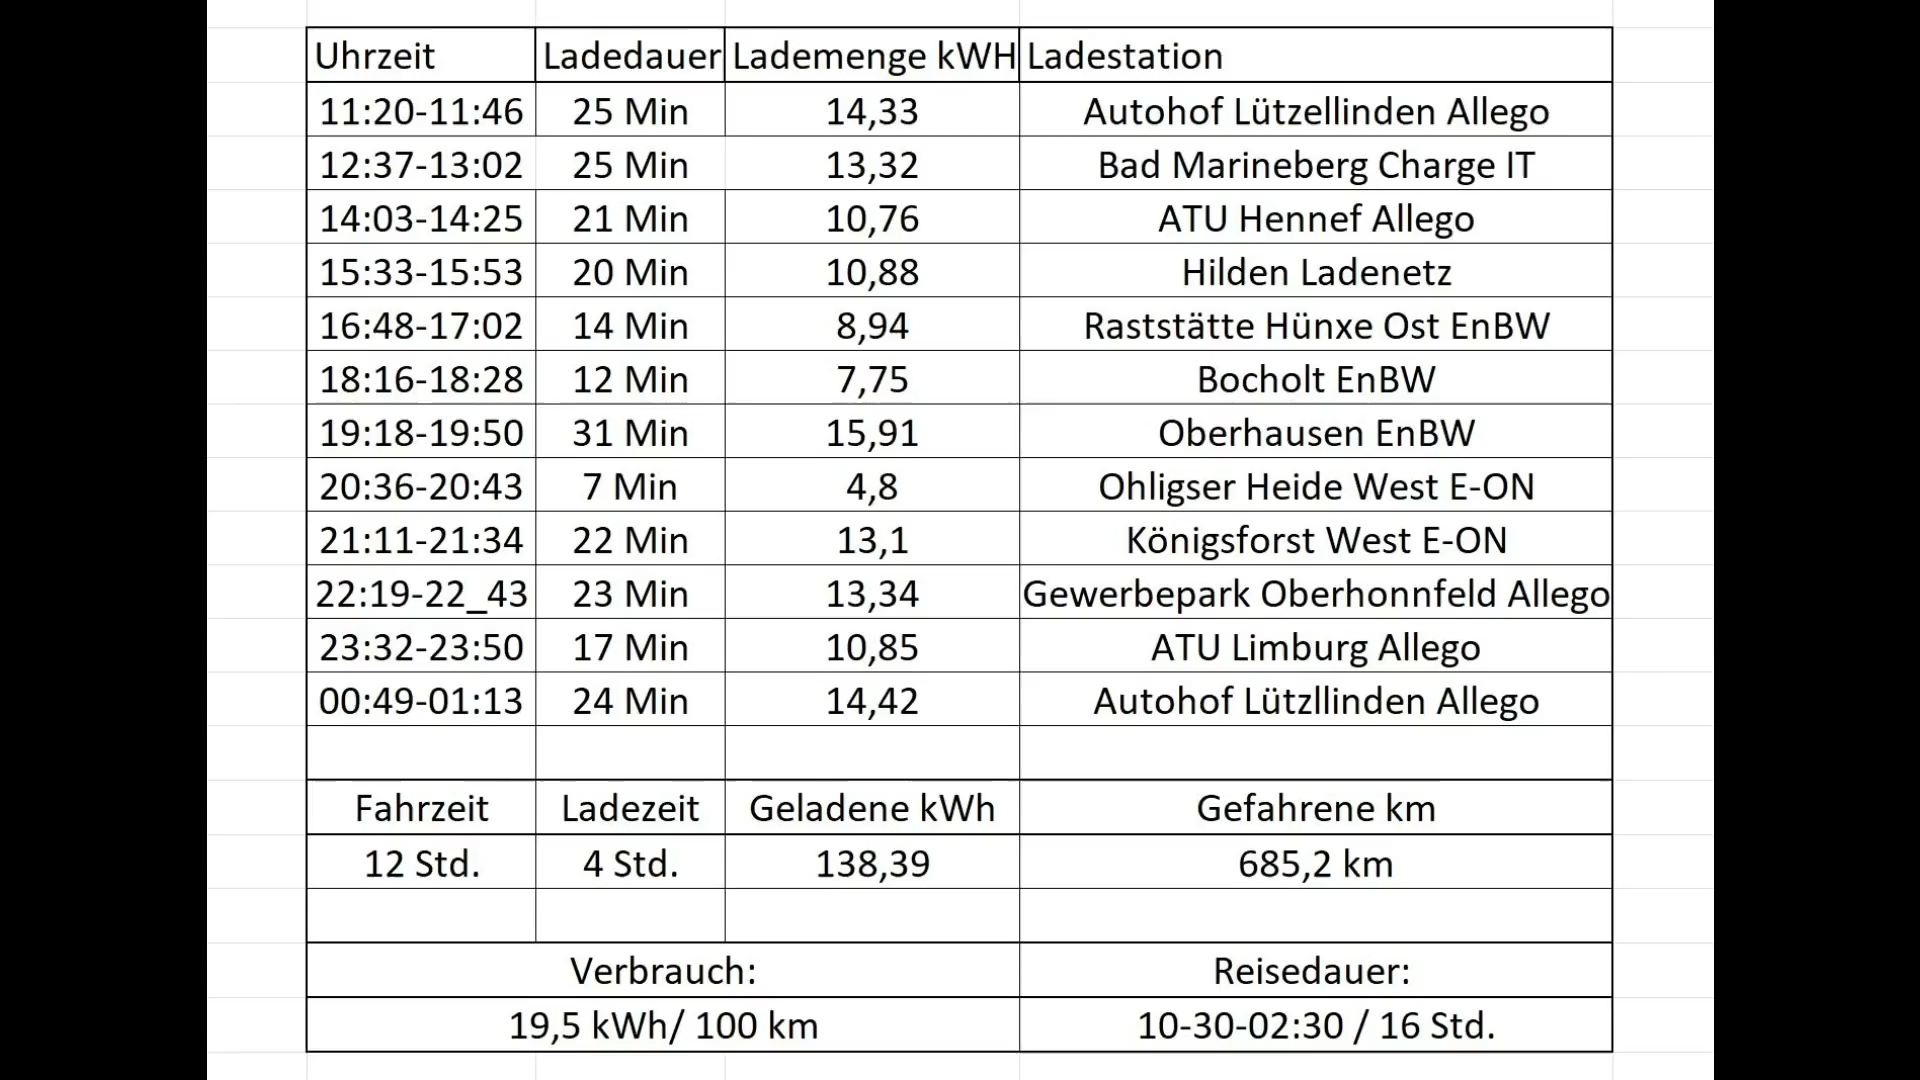 Uhrzeit Ladedauer Lademenge kWH Ladestation
11:20-11:46 25 Min 14,33 Autohof Lützellinden Allego
12:37-13:02 25 Min 13,32 Bad Marineberg Charge IT
14:03-14:25 21 Min 10,76 ATU Hennef Allego
15:33-15:53 20 Min 10,88 Hilden Ladenetz
16:48-17:02 14 Min 8,94 Raststätte Hünxe Ost EnBW
18:16-18:28 12 Min 7,75 Bocholt EnBW
19:18-19:50 31 Min 15,91 Oberhausen EnBW
20:36-20:43 7 Min 4,8 Ohligser Heide West E-ON
21:11-21:34 22 Min 13,1 Königsforst West E-ON
22:19-22_43 23 Min 13,34 Gewerbepark Oberhonnfeld Allego
23:32-23:50 17 Min 10,85 ATU Limburg Allego
00:49-01:13 24 Min 14,42 Autohof Lützllinden Allego
Fahrzeit Ladezeit Geladene kWh Gefahrene km
12 Std. 4 Std. 138,39 685,2 km
Verbrauch: Reisedauer:
19,5 kWh/ 100 km 10-30-02:30 / 16 Std.